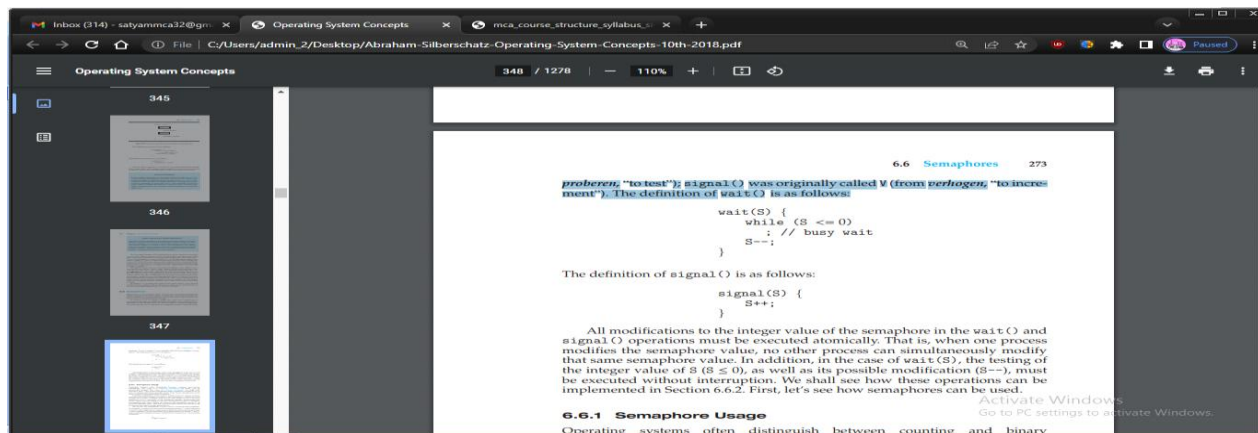 Inbox (314) - satyammca32@gm
Operating System Concepts
mca_course_structure_syllabus_s
File | C:/Users/admin_2/Desktop/Abraham-Silberschatz-Operating-System-Concepts-10th-2018.pdf
Paused
Operating System Concepts
348 / 1278
110%
345
346
347
6.6 Semaphores 273
proberen, “to test”); signal() was originally called V (from verhogen, “to incre-
ment”). The definition of wait() is as follows:
wait(S) {
while (S <= 0)
; // busy wait
S--;
}
The definition of signal() is as follows:
signal(S) {
S++;
}
All modifications to the integer value of the semaphore in the wait() and
signal() operations must be executed atomically. That is, when one process
modifies the semaphore value, no other process can simultaneously modify
that same semaphore value. In addition, in the case of wait(S), the testing of
the integer value of S (S ≤ 0), as well as its possible modification (S--), must
be executed without interruption. We shall see how these operations can be
implemented in Section 6.6.2. First, let's see how semaphores can be used.
Activate Windows
Go to PC settings to activate Windows.
6.6.1 Semaphore Usage
Operating systems often distinguish between counting and binary